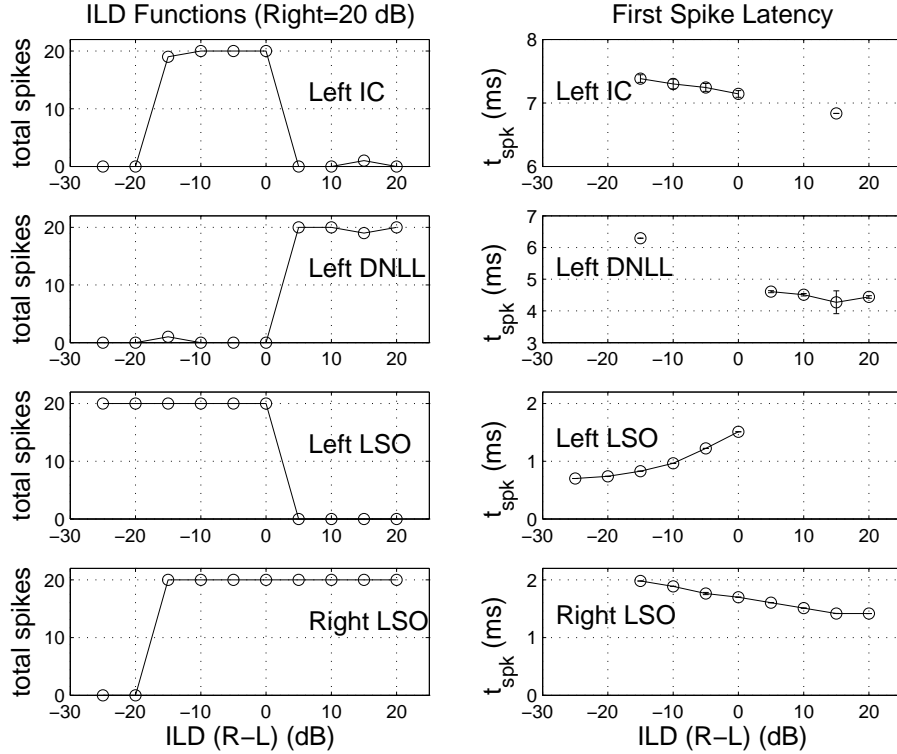 ILD Functions (Right=20 dB)
First Spike Latency
total spikes
20
10
0
−30 −20 −10 0 10 20
Left IC
t_spk (ms)
8
7
6
−30 −20 −10 0 10 20
Left IC
total spikes
20
10
0
−30 −20 −10 0 10 20
Left DNLL
t_spk (ms)
7
6
5
4
3
−30 −20 −10 0 10 20
Left DNLL
total spikes
20
10
0
−30 −20 −10 0 10 20
Left LSO
t_spk (ms)
2
1
0
−30 −20 −10 0 10 20
Left LSO
total spikes
20
10
0
−30 −20 −10 0 10 20
Right LSO
ILD (R−L) (dB)
t_spk (ms)
2
1
0
−30 −20 −10 0 10 20
Right LSO
ILD (R−L) (dB)